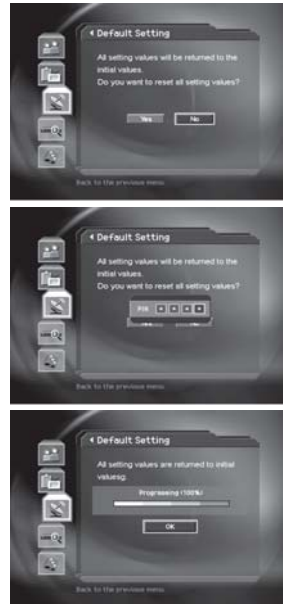 Default Setting
All setting values will be returned to the
initial values.
Do you want to reset all setting values?
Yes No
Back to the previous menu.
Default Setting
All setting values will be returned to the
initial values.
Do you want to reset all setting values?
PIN
Yes No
Back to the previous menu.
Default Setting
All setting values are returned to initial
valuesg.
Progressing (100%)
OK
Back to the previous menu.